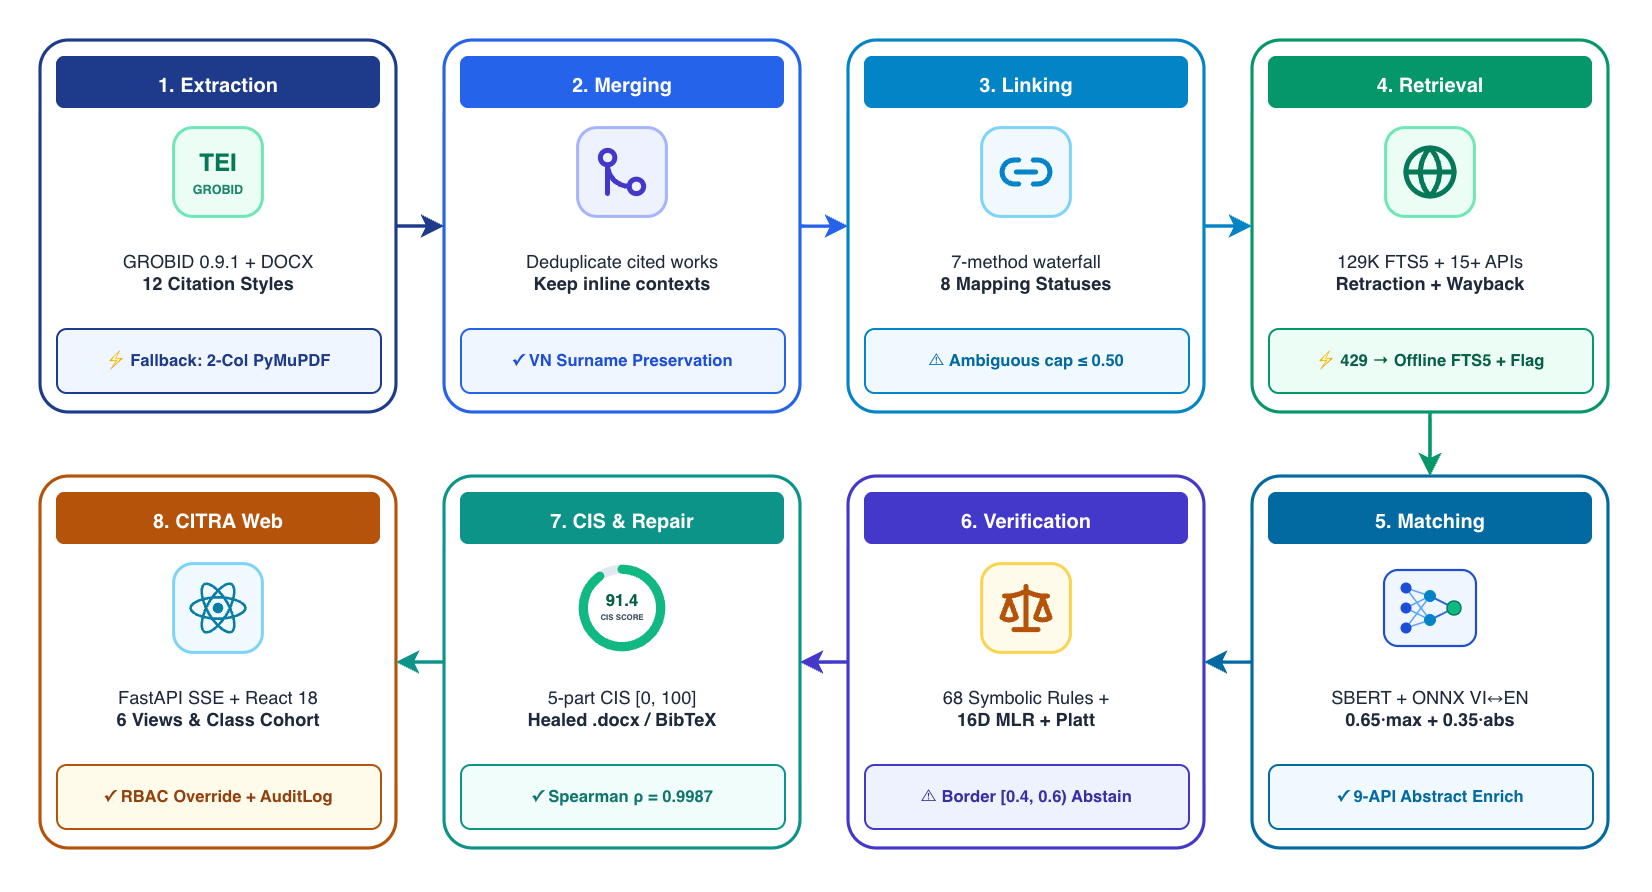 1. Extraction
TEI
GROBID
GROBID 0.9.1 + DOCX
12 Citation Styles
⚡ Fallback: 2-Col PyMuPDF
2. Merging
Deduplicate cited works
Keep inline contexts
✓ VN Surname Preservation
3. Linking
7-method waterfall
8 Mapping Statuses
⚠ Ambiguous cap ≤ 0.50
4. Retrieval
129K FTS5 + 15+ APIs
Retraction + Wayback
⚡ 429 → Offline FTS5 + Flag
5. Matching
SBERT + ONNX VI↔EN
0.65·max + 0.35·abs
✓ 9-API Abstract Enrich
6. Verification
68 Symbolic Rules +
16D MLR + Platt
⚠ Border [0.4, 0.6) Abstain
7. CIS & Repair
91.4
CIS SCORE
5-part CIS [0, 100]
Healed .docx / BibTeX
✓ Spearman ρ = 0.9987
8. CITRA Web
FastAPI SSE + React 18
6 Views & Class Cohort
✓ RBAC Override + AuditLog